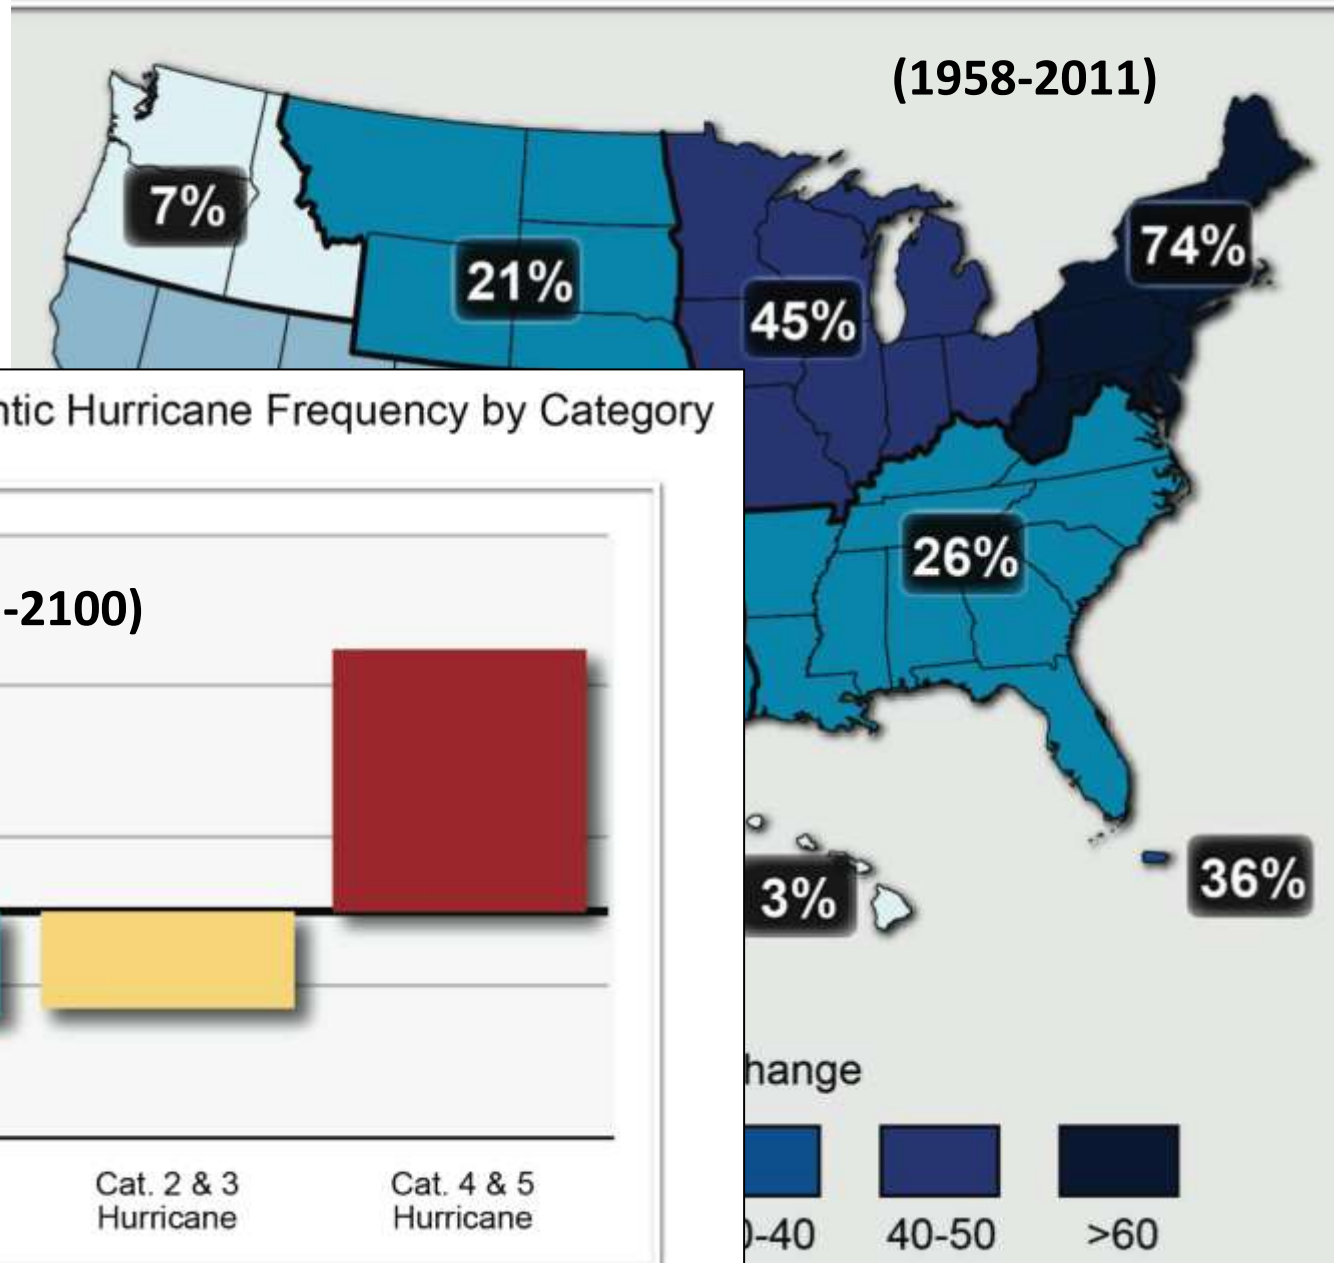 (1958-2011)
7%
74%
21%
45%
ntic Hurricane Frequency by Category
26%
-2100)
3%
36%
hange
0-40
40-50
>60
Cat. 2 & 3
Hurricane
Cat. 4 & 5
Hurricane